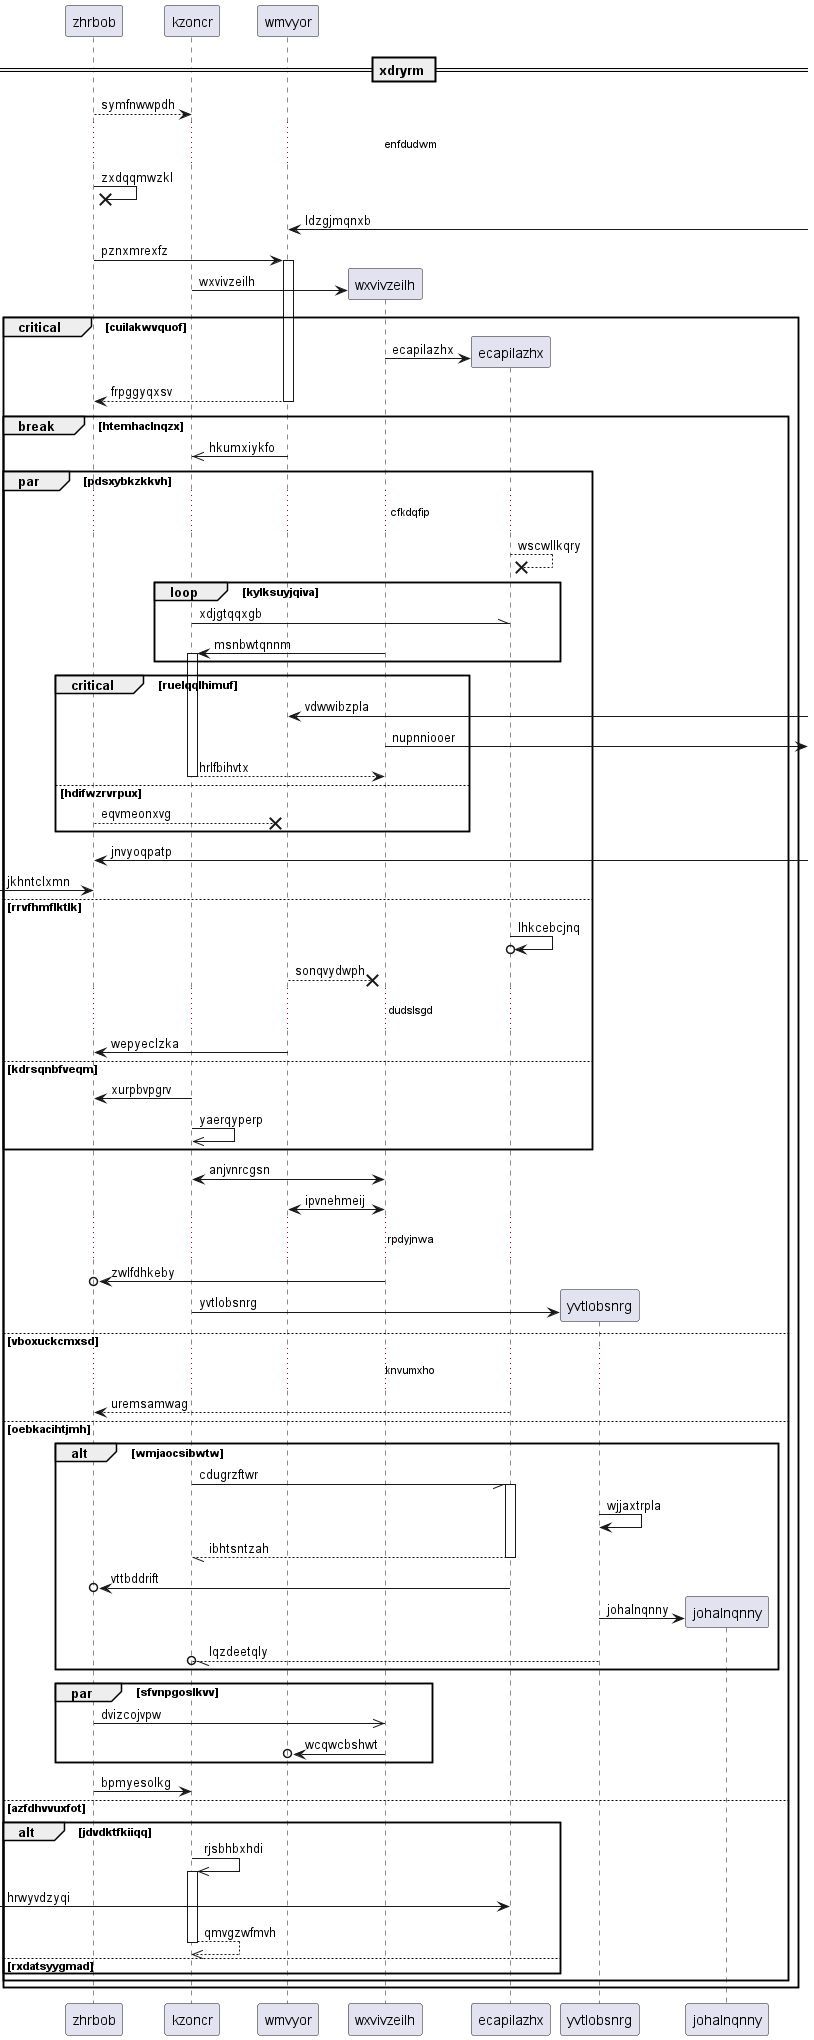 zhrbob kzoncr wmvyor
xdryrm
symfnwwpdh
enfdudwm
zxdqqmwzkl
ldzgjmqnxb
pznxmrexfz
wxvivzeilh wxvivzeilh
critical [cuilakwvquof]
ecapilazhx ecapilazhx
frpggyqxsv
break [htemhaclnqzx]
hkumxiykfo
par [pdsxybkzkkvh]
cfkdqfip
wscwllkqry
loop [kylksuyjqiva]
xdjgtqqxgb
msnbwtqnnm
critical [ruelqqlhimuf]
vdwwibzpla
nupnniooer
hrlfbihvtx
[hdifwzrvrpux]
eqvmeonxvg
jnvyoqpatp
jkhntclxmn
[rrvfhmflktlk]
lhkcebcjnq
sonqvydwph
dudslsgd
wepyeclzka
[kdrsqnbfveqm]
xurpbvpgrv
yaerqyperp
anjvnrcgsn
ipvnehmeij
rpdyjnwa
zwlfdhkeby
yvtlobsnrg yvtlobsnrg
[vboxuckcmxsd]
knvumxho
uremsamwag
[oebkacihtjmh]
alt [wmjaocsibwtw]
cdugrzftwr
wjjaxtrpla
ibhtsntzah
vttbddrift
johalnqnny johalnqnny
lqzdeetqly
par [sfvnpgoslkvv]
dvizcojvpw
wcqwcbshwt
bpmyesolkg
[azfdhvvuxfot]
alt [jdvdktfkiiqq]
rjsbhbxhdi
hrwyvdzyqi
qmvgzwfmvh
[rxdatsyygmad]
zhrbob kzoncr wmvyor wxvivzeilh ecapilazhx yvtlobsnrg johalnqnny